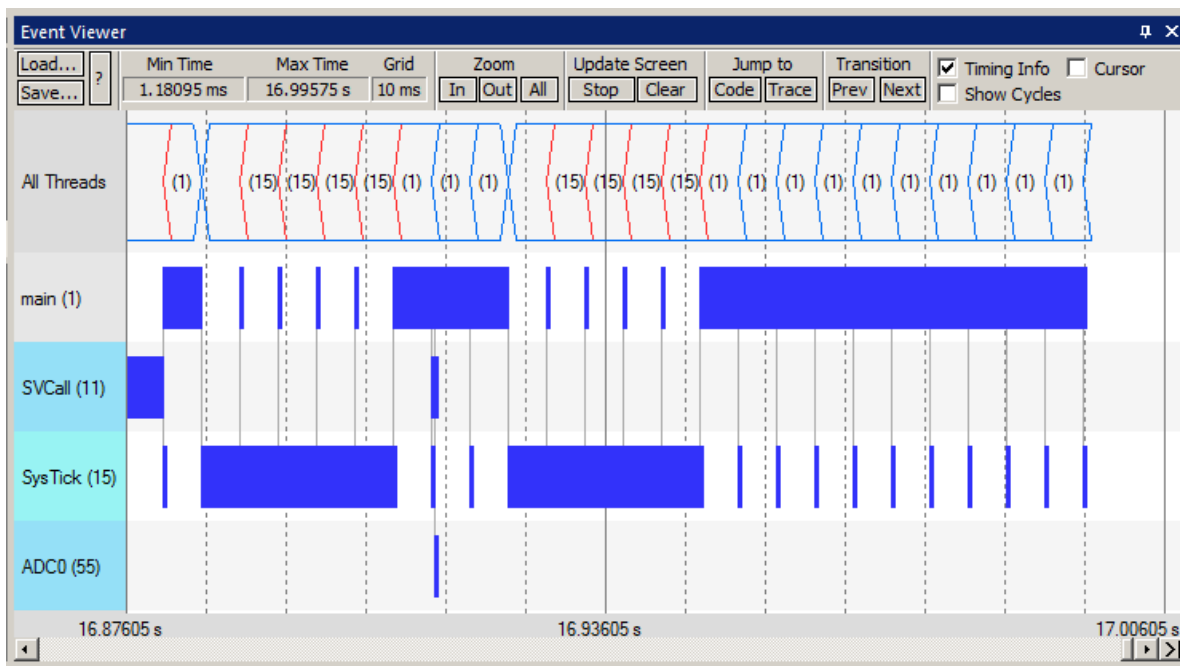 Event Viewer
Load... Save... ?
Min Time Max Time Grid Zoom Update Screen Jump to Transition Timing Info Cursor
1.18095 ms 16.99575 s 10 ms In Out All Stop Clear Code Trace Prev Next Show Cycles
All Threads (1) (15) (15) (15) (15) (1) (1) (1) (15) (15) (15) (15) (1) (1) (1) (1) (1) (1) (1) (1) (1) (1)
main (1)
SVCall (11)
SysTick (15)
ADC0 (55)
16.87605 s 16.93605 s 17.00605 s